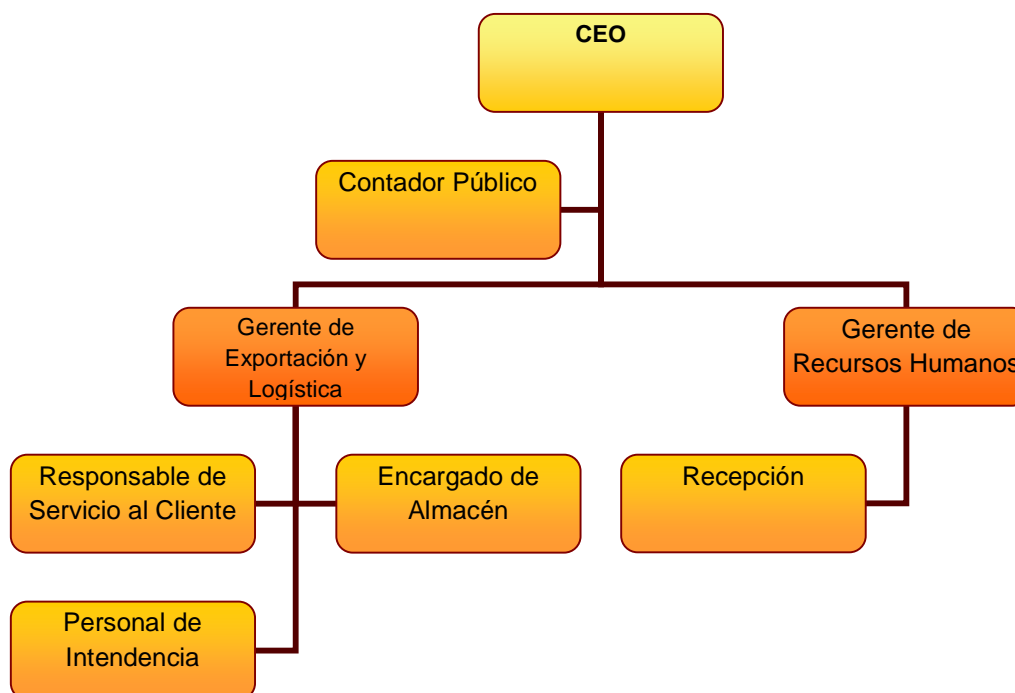 CEO
Contador Público
Gerente de
Exportación y
Logística
Gerente de
Recursos Humanos
Responsable de
Servicio al Cliente
Encargado de
Almacén
Recepción
Personal de
Intendencia